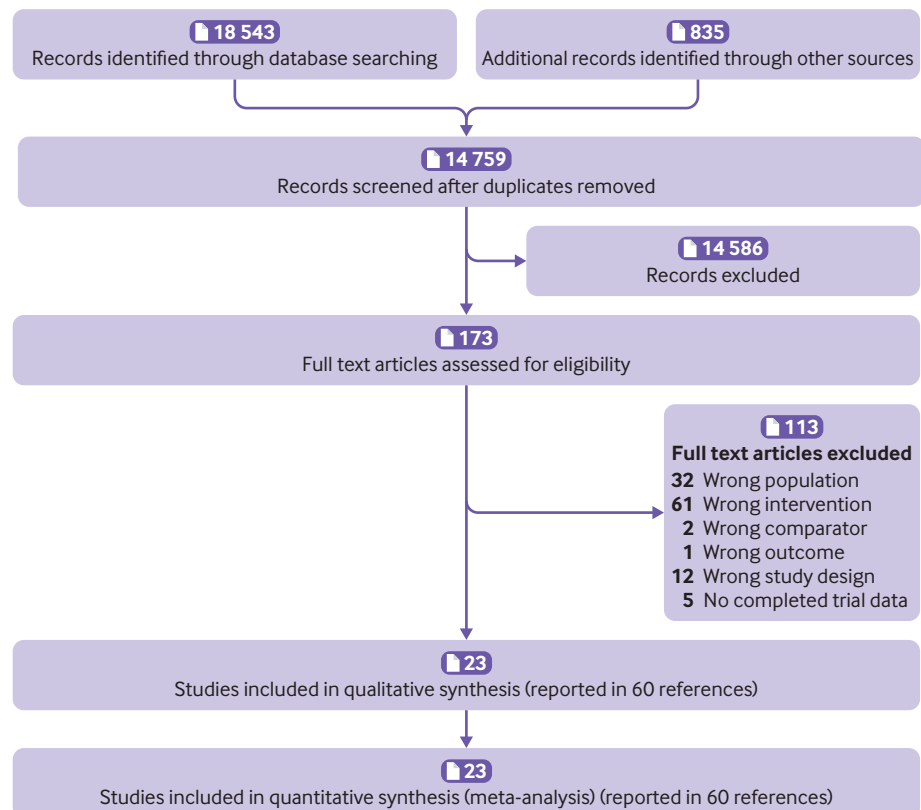 18 543
Records identified through database searching
835
Additional records identified through other sources
14 759
Records screened after duplicates removed
14 586
Records excluded
173
Full text articles assessed for eligibility
113
Full text articles excluded
32 Wrong population
61 Wrong intervention
2 Wrong comparator
1 Wrong outcome
12 Wrong study design
5 No completed trial data
23
Studies included in qualitative synthesis (reported in 60 references)
23
Studies included in quantitative synthesis (meta-analysis) (reported in 60 references)